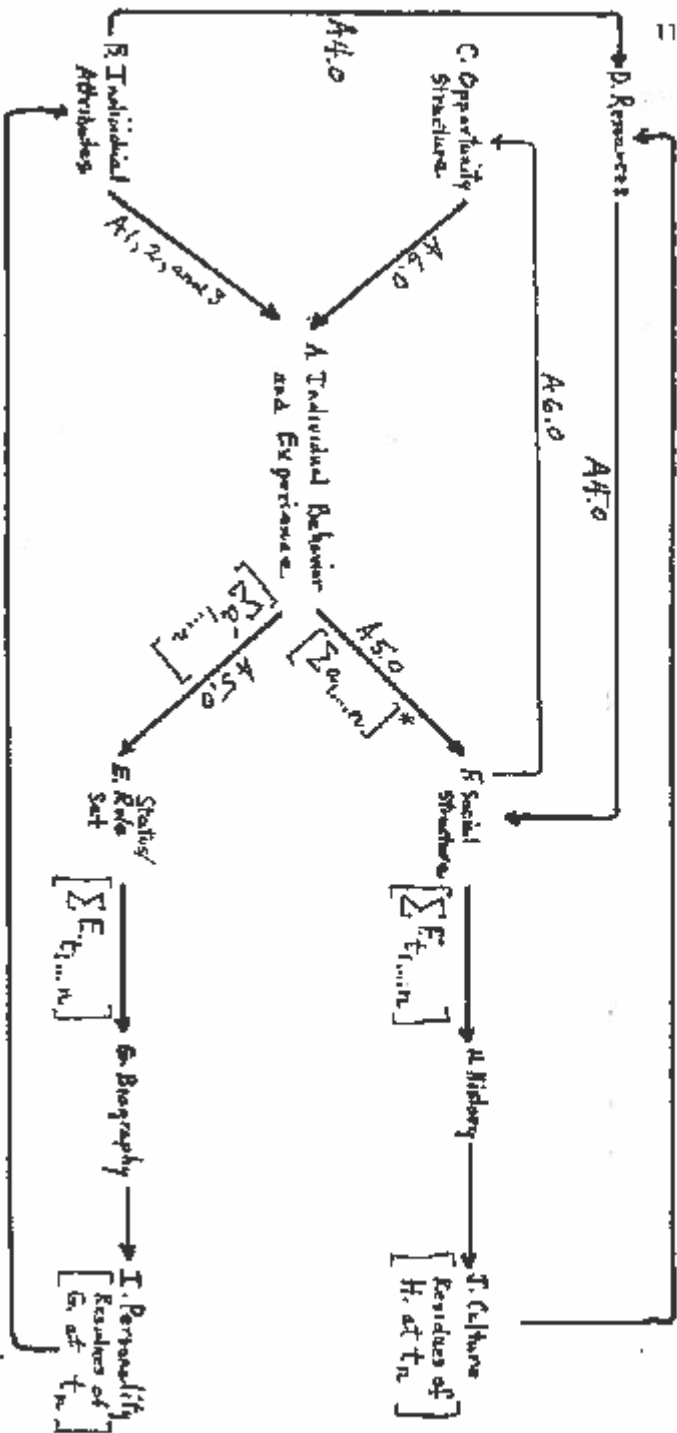 11
D. Resources
A4.0
A4.0
A6.0
C. Opportunity
Structure
A6.0
B. Individual
Attributes
A1, 2, and 3
A Individual Behavior
and Experience
A5.0
[Σ a,...n]*
[Σ a,...n]
A5.0
F. Social
Structure
[Σ F. t1...n]
H. History
J. Culture
[Residues of
H. at tn]
E. Status/
Role
Set
[Σ E. t1...n]
G. Biography
I. Personality
[Residues of
G. at tn]